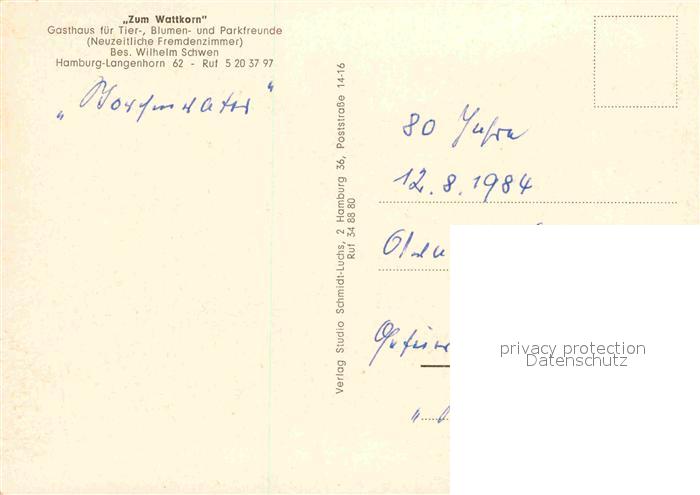 „Zum Wattkorn"
Gasthaus für Tier-, Blumen- und Parkfreunde
(Neuzeitliche Fremdenzimmer)
Bes. Wilhelm Schwen
Hamburg-Langenhorn 62 - Ruf 5 20 37 97
Verlag Studio Schmidt-Luchs, 2 Hamburg 36, Poststraße 14-16
Ruf 34 88 80
80 Jahre
12.8.1984
privacy protection
Datenschutz